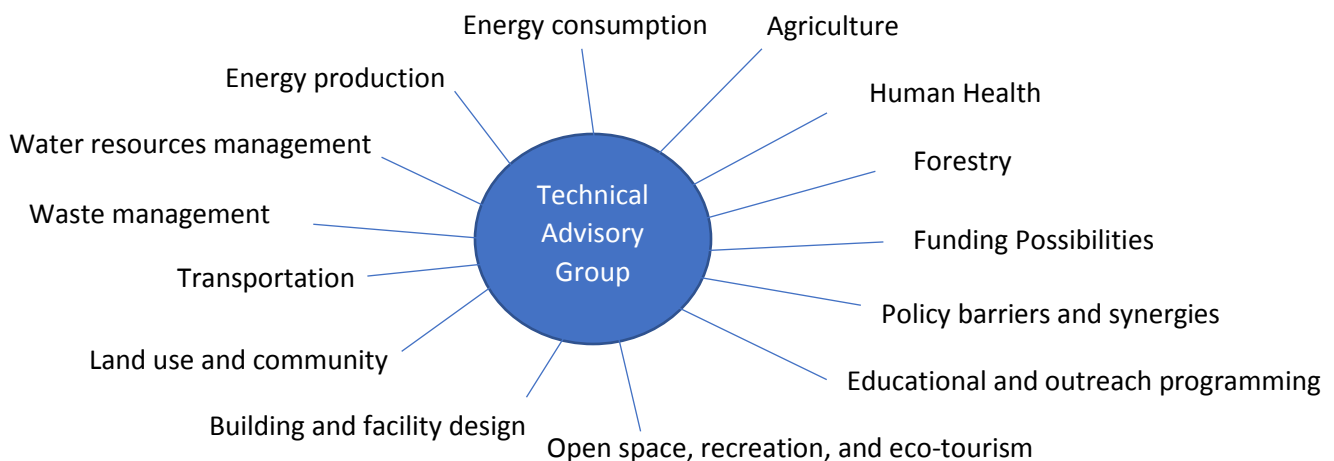 Energy consumption
Agriculture
Energy production
Human Health
Water resources management
Forestry
Technical
Advisory
Group
Waste management
Funding Possibilities
Transportation
Policy barriers and synergies
Land use and community
Educational and outreach programming
Building and facility design
Open space, recreation, and eco-tourism